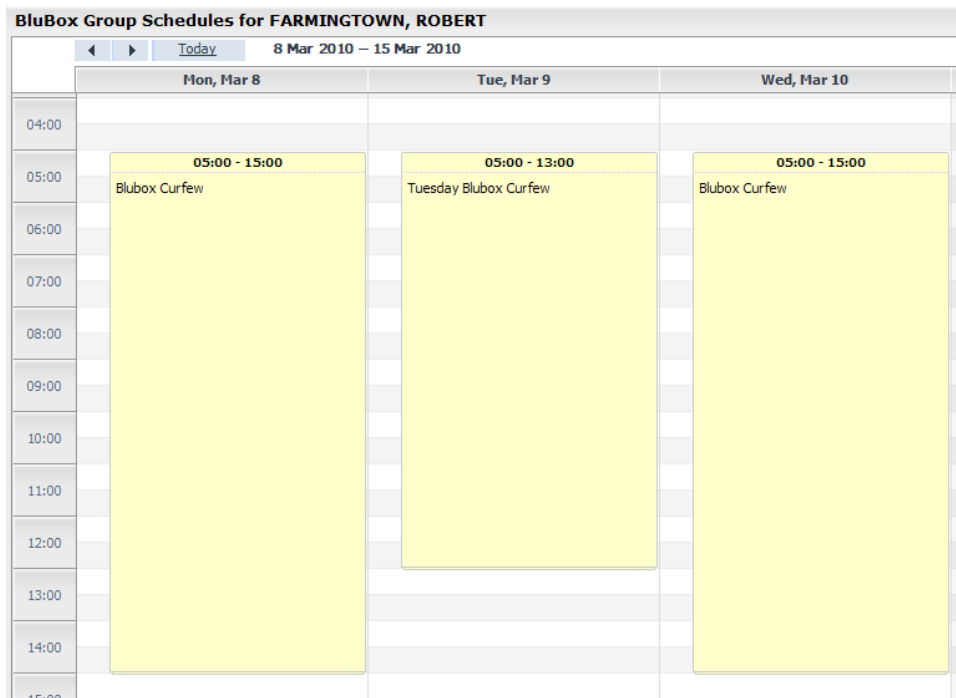 BluBox Group Schedules for FARMINGTOWN, ROBERT
Today 8 Mar 2010 — 15 Mar 2010
Mon, Mar 8 Tue, Mar 9 Wed, Mar 10
04:00
05:00 - 15:00 05:00 - 13:00 05:00 - 15:00
05:00
Blubox Curfew Tuesday Blubox Curfew Blubox Curfew
06:00
07:00
08:00
09:00
10:00
11:00
12:00
13:00
14:00
15:00